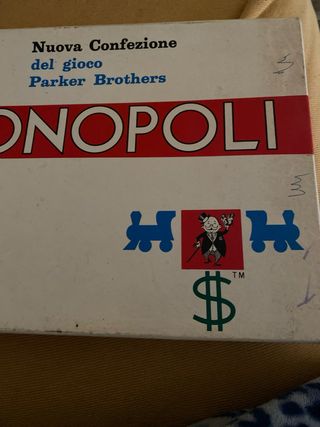 Nuova Confezione
del gioco
Parker Brothers
ONOPOLI
TM
$